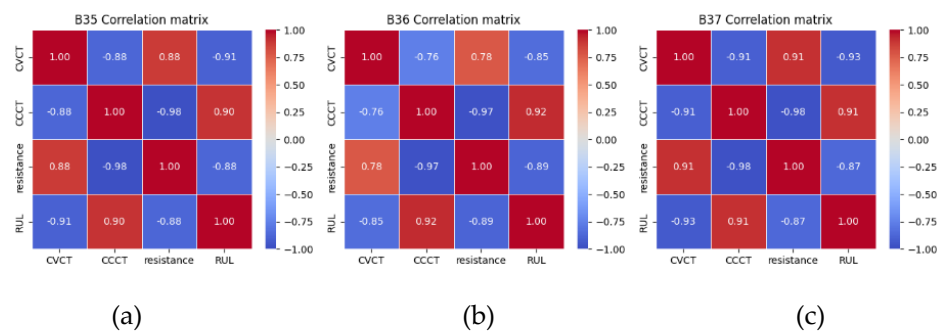 B35 Correlation matrix
CVCT 1.00 -0.88 0.88 -0.91
CCCT -0.88 1.00 -0.98 0.90
resistance 0.88 -0.98 1.00 -0.88
RUL -0.91 0.90 -0.88 1.00
CVCT CCCT resistance RUL
1.00
0.75
0.50
0.25
0.00
−0.25
−0.50
−0.75
−1.00
(a)
B36 Correlation matrix
CVCT 1.00 -0.76 0.78 -0.85
CCCT -0.76 1.00 -0.97 0.92
resistance 0.78 -0.97 1.00 -0.89
RUL -0.85 0.92 -0.89 1.00
CVCT CCCT resistance RUL
1.00
0.75
0.50
0.25
0.00
−0.25
−0.50
−0.75
−1.00
(b)
B37 Correlation matrix
CVCT 1.00 -0.91 0.91 -0.93
CCCT -0.91 1.00 -0.98 0.91
resistance 0.91 -0.98 1.00 -0.87
RUL -0.93 0.91 -0.87 1.00
CVCT CCCT resistance RUL
1.00
0.75
0.50
0.25
0.00
−0.25
−0.50
−0.75
−1.00
(c)